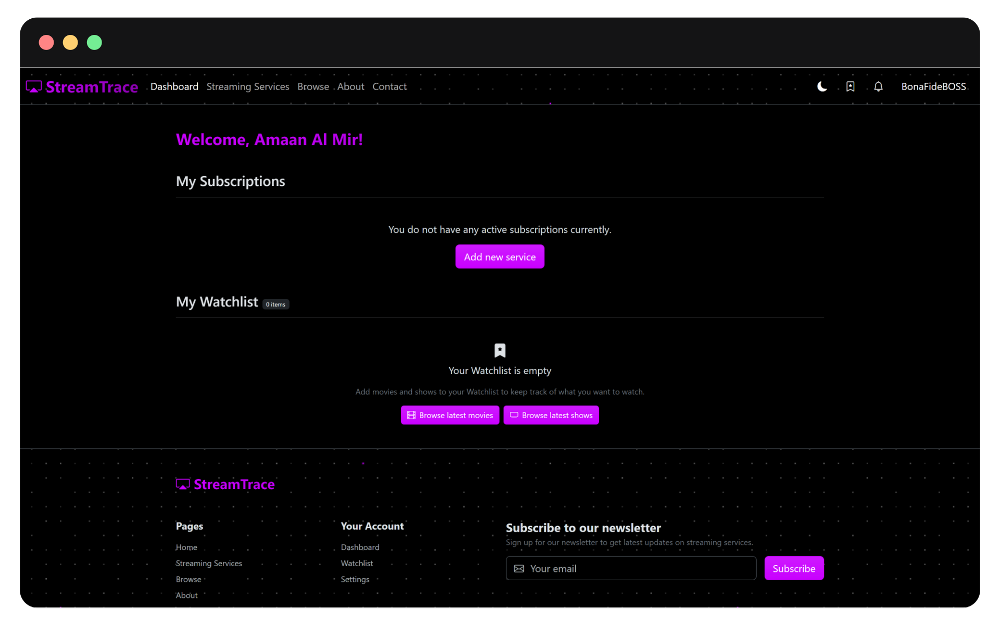 StreamTrace Dashboard Streaming Services Browse About Contact BonaFideBOSS
Welcome, Amaan Al Mir!
My Subscriptions
You do not have any active subscriptions currently.
Add new service
My Watchlist 0 items
Your Watchlist is empty
Add movies and shows to your Watchlist to keep track of what you want to watch.
Browse latest movies Browse latest shows
StreamTrace
Pages
Home
Streaming Services
Browse
About
Your Account
Dashboard
Watchlist
Settings
Subscribe to our newsletter
Sign up for our newsletter to get latest updates on streaming services.
Your email Subscribe